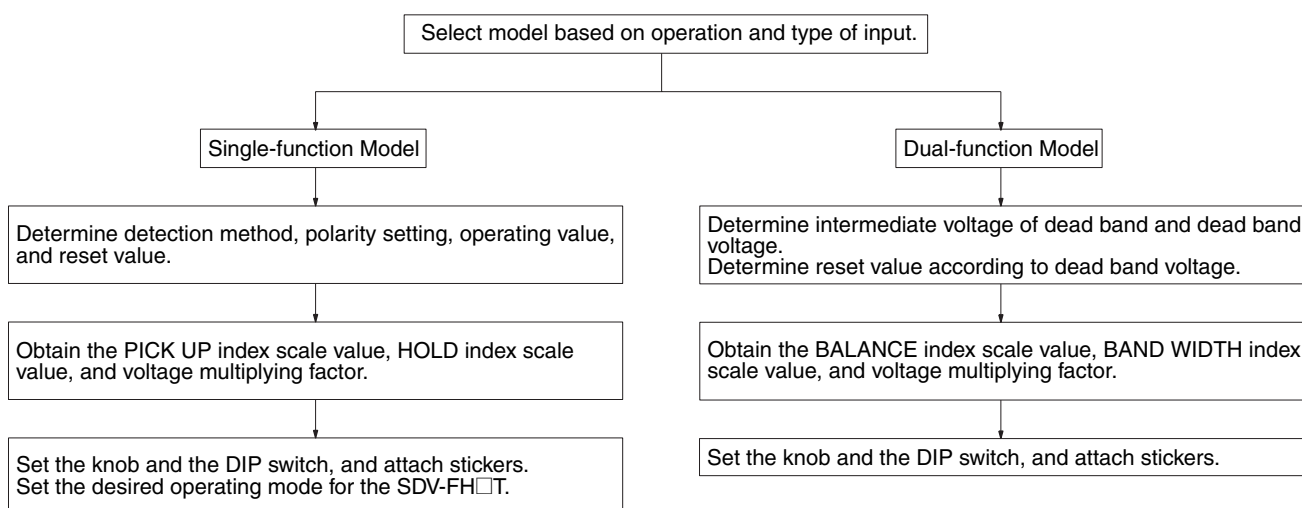 Select model based on operation and type of input.
Single-function Model
Determine detection method, polarity setting, operating value,
and reset value.
Obtain the PICK UP index scale value, HOLD index scale
value, and voltage multiplying factor.
Set the knob and the DIP switch, and attach stickers.
Set the desired operating mode for the SDV-FH□T.
Dual-function Model
Determine intermediate voltage of dead band and dead band
voltage.
Determine reset value according to dead band voltage.
Obtain the BALANCE index scale value, BAND WIDTH index
scale value, and voltage multiplying factor.
Set the knob and the DIP switch, and attach stickers.